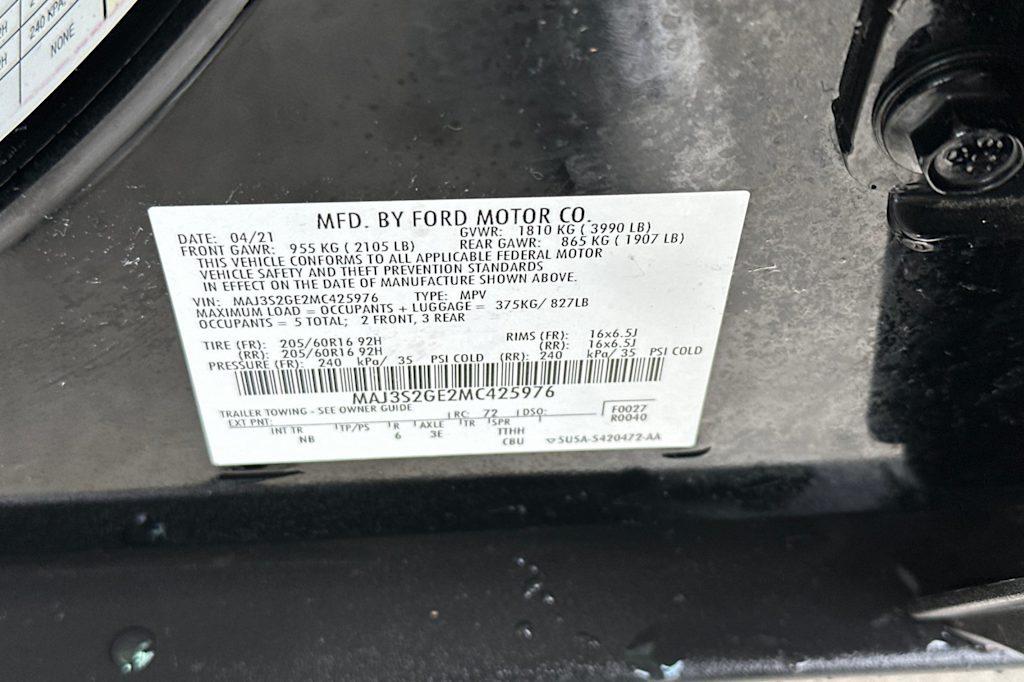 240 KPA,
NONE
MFD. BY FORD MOTOR CO.
DATE: 04/21 GVWR: 1810 KG ( 3990 LB)
FRONT GAWR: 955 KG ( 2105 LB) REAR GAWR: 865 KG ( 1907 LB)
THIS VEHICLE CONFORMS TO ALL APPLICABLE FEDERAL MOTOR
VEHICLE SAFETY AND THEFT PREVENTION STANDARDS
IN EFFECT ON THE DATE OF MANUFACTURE SHOWN ABOVE.
VIN: MAJ3S2GE2MC425976 TYPE: MPV
MAXIMUM LOAD = OCCUPANTS + LUGGAGE = 375KG/ 827LB
OCCUPANTS = 5 TOTAL; 2 FRONT, 3 REAR
TIRE (FR): 205/60R16 92H RIMS (FR): 16x6.5J
(RR): 205/60R16 92H (RR): 16x6.5J
PRESSURE (FR): 240 kPa/ 35 PSI COLD (RR): 240 kPa/ 35 PSI COLD
MAJ3S2GE2MC425976
TRAILER TOWING - SEE OWNER GUIDE
EXT PNT: RC: 72 DSO: F0027
R0040
INT TR TP/PS R AXLE TR SPR
NB 6 3E TTHH
CBU SU5A-5420472-AA